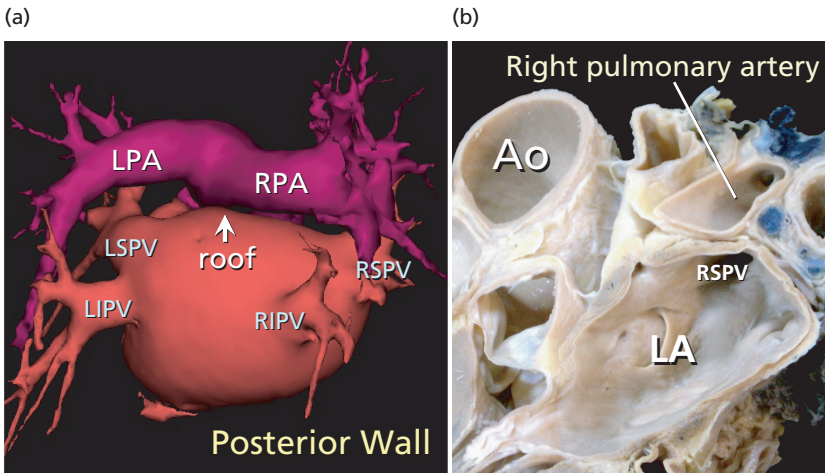 (a)
(b)
LPA
RPA
LSPV
roof
RSPV
LIPV
RIPV
Posterior Wall
Right pulmonary artery
Ao
RSPV
LA